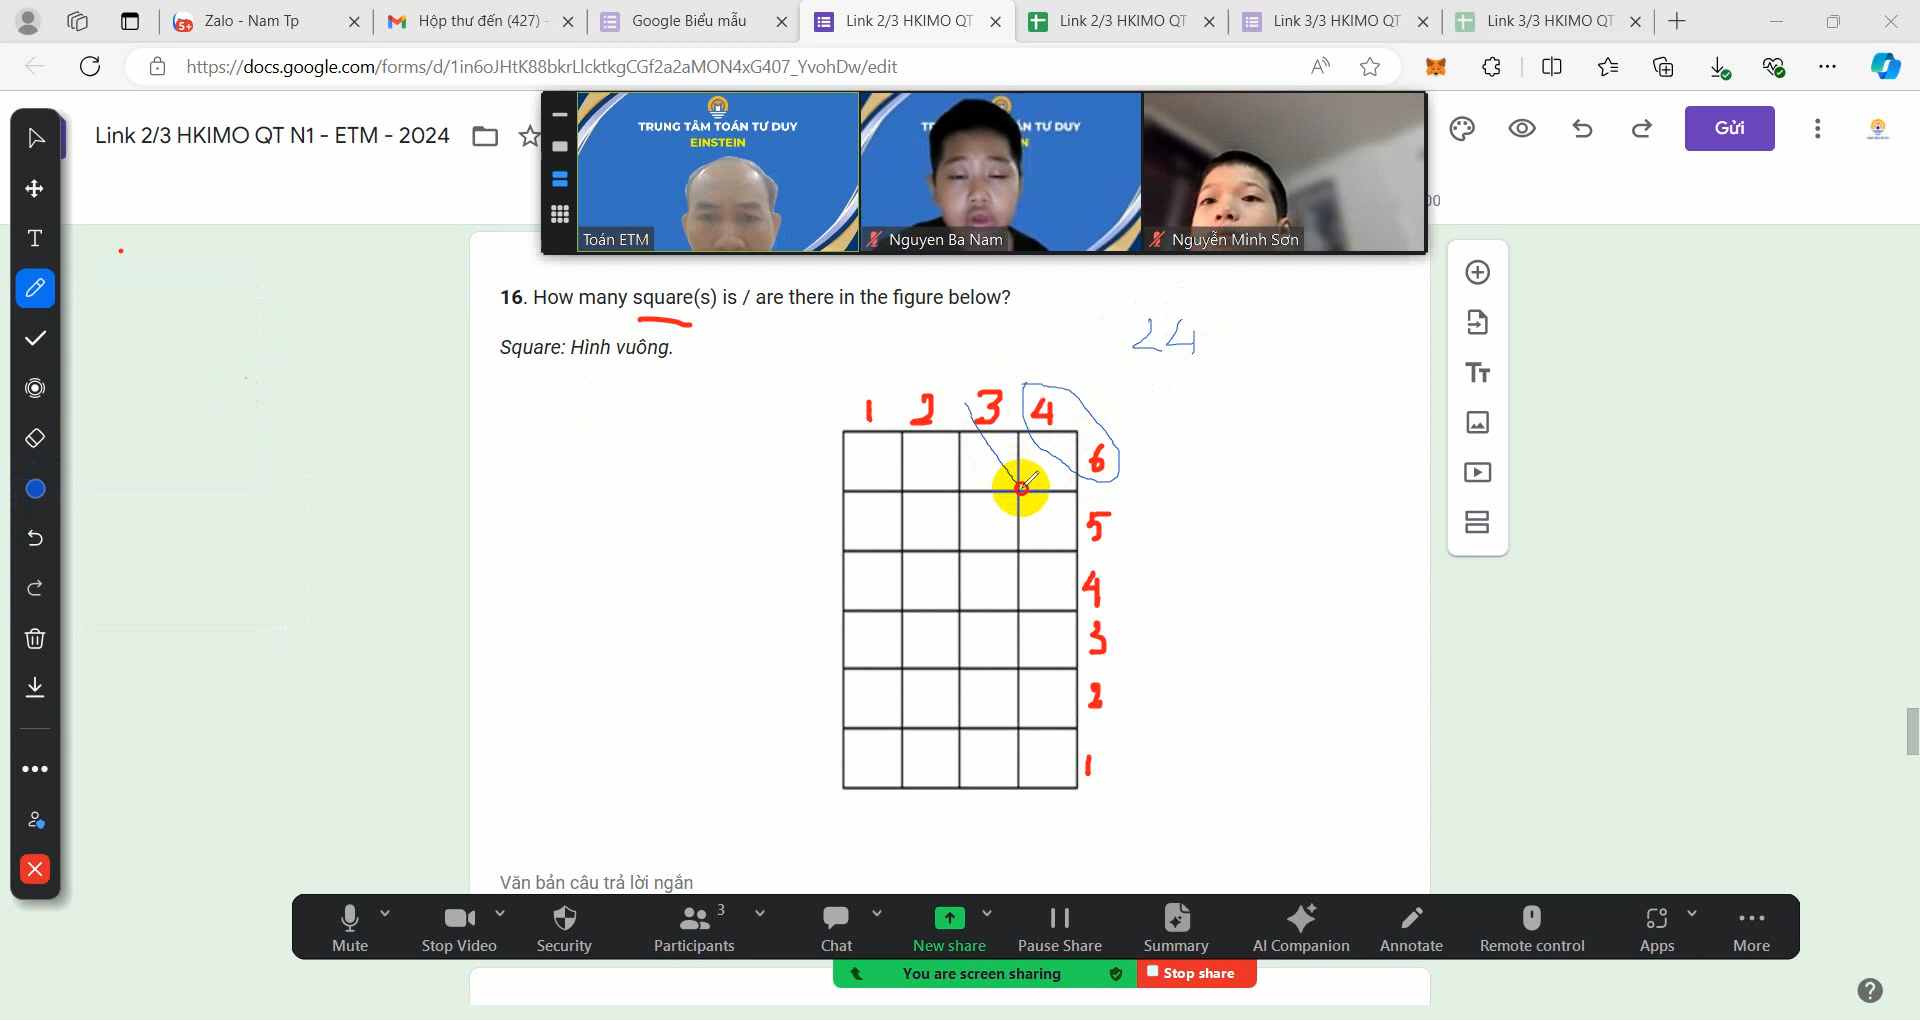 Zalo - Nam Tp
Hộp thư đến (427) -
Google Biểu mẫu
Link 2/3 HKIMO QT
Link 2/3 HKIMO QT
Link 3/3 HKIMO QT
Link 3/3 HKIMO QT
https://docs.google.com/forms/d/1in6oJHtK88bkrLlcktkgCGf2a2aMON4xG407_YvohDw/edit
Link 2/3 HKIMO QT N1 - ETM - 2024
Gửi
TRUNG TÂM TOÁN TƯ DUY
EINSTEIN
Toán ETM
ÁN TƯ DUY
Nguyen Ba Nam
Nguyễn Minh Sơn
16. How many square(s) is / are there in the figure below?
Square: Hình vuông.
24
1 2 3 4
6
5
4
3
2
1
Văn bản câu trả lời ngắn
Mute
Stop Video
Security
Participants
3
Chat
New share
Pause Share
Summary
AI Companion
Annotate
Remote control
Apps
More
You are screen sharing
Stop share